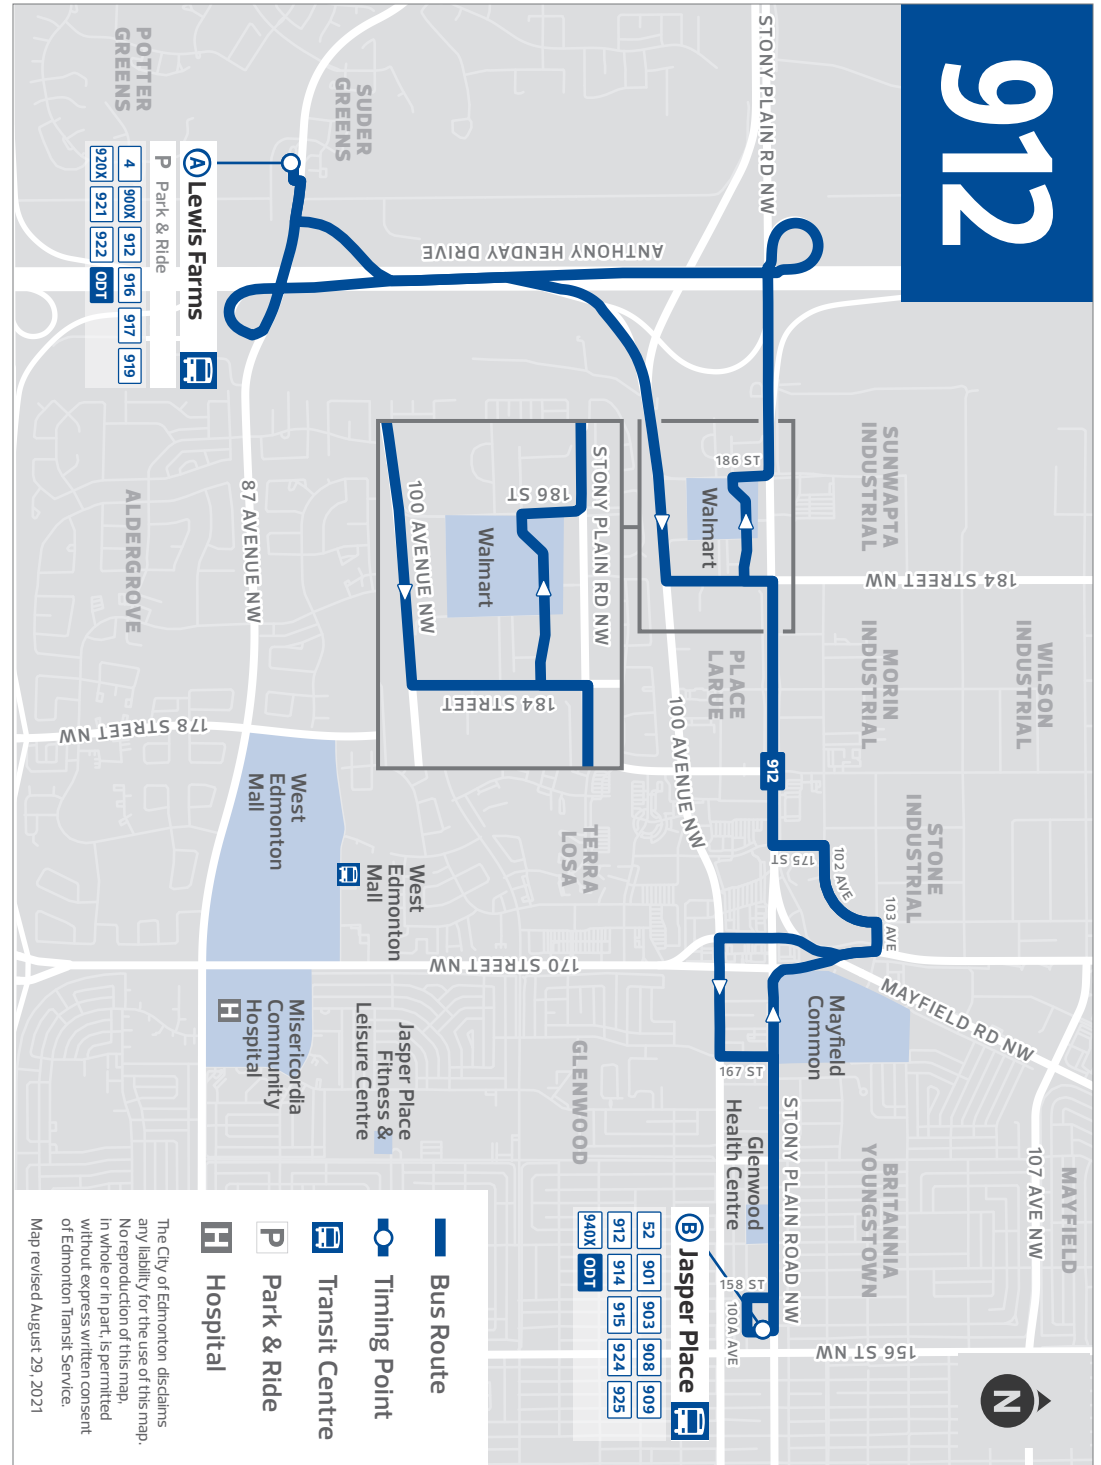 912
STONY PLAIN RD NW
POTTER
GREENS
SUDER
GREENS
A Lewis Farms
P Park & Ride
4 900X 912 916 917 919
920X 921 922 ODT
ANTHONY HENDAY DRIVE
SUNWAPTA
INDUSTRIAL
186 ST
Walmart
184 STREET NW
WILSON
INDUSTRIAL
MORIN
INDUSTRIAL
PLACE
LARUE
STONY PLAIN RD NW
186 ST
Walmart
100 AVENUE NW
184 STREET
ALDERGROVE
87 AVENUE NW
178 STREET NW
100 AVENUE NW
912
175 ST
102 AVE
103 AVE
STONE
INDUSTRIAL
TERRA
LOSA
West
Edmonton
Mall
West
Edmonton
Mall
170 STREET NW
MAYFIELD RD NW
Mayfield
Common
Misericordia
Community
Hospital
H
Jasper Place
Fitness &
Leisure Centre
GLENWOOD
167 ST
Glenwood
Health Centre
STONY PLAIN ROAD NW
BRITANNIA
YOUNGSTOWN
107 AVE NW
MAYFIELD
158 ST
100A AVE
156 ST NW
B Jasper Place
52 901 903 908 909
912 914 915 924 925
940X ODT
N
Bus Route
Timing Point
Transit Centre
P Park & Ride
H Hospital
The City of Edmonton disclaims
any liability for the use of this map.
No reproduction of this map,
in whole or in part, is permitted
without express written consent
of Edmonton Transit Service.
Map revised August 29, 2021